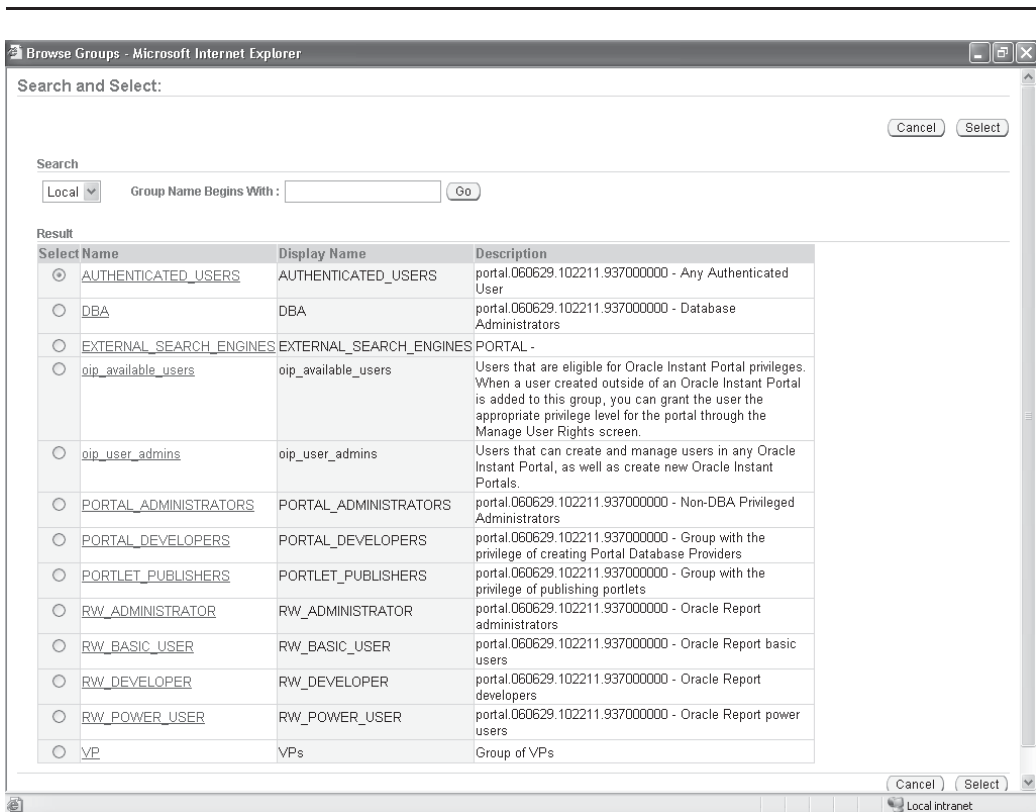 Browse Groups - Microsoft Internet Explorer
Search and Select:
Cancel Select
Search
Local Group Name Begins With : Go
Result
Select Name Display Name Description
AUTHENTICATED_USERS AUTHENTICATED_USERS portal.060629.102211.937000000 - Any Authenticated
User
DBA DBA portal.060629.102211.937000000 - Database
Administrators
EXTERNAL_SEARCH_ENGINES EXTERNAL_SEARCH_ENGINES PORTAL -
oip_available_users oip_available_users Users that are eligible for Oracle Instant Portal privileges.
When a user created outside of an Oracle Instant Portal
is added to this group, you can grant the user the
appropriate privilege level for the portal through the
Manage User Rights screen.
oip_user_admins oip_user_admins Users that can create and manage users in any Oracle
Instant Portal, as well as create new Oracle Instant
Portals.
PORTAL_ADMINISTRATORS PORTAL_ADMINISTRATORS portal.060629.102211.937000000 - Non-DBA Privileged
Administrators
PORTAL_DEVELOPERS PORTAL_DEVELOPERS portal.060629.102211.937000000 - Group with the
privilege of creating Portal Database Providers
PORTLET_PUBLISHERS PORTLET_PUBLISHERS portal.060629.102211.937000000 - Group with the
privilege of publishing portlets
RW_ADMINISTRATOR RW_ADMINISTRATOR portal.060629.102211.937000000 - Oracle Report
administrators
RW_BASIC_USER RW_BASIC_USER portal.060629.102211.937000000 - Oracle Report basic
users
RW_DEVELOPER RW_DEVELOPER portal.060629.102211.937000000 - Oracle Report
developers
RW_POWER_USER RW_POWER_USER portal.060629.102211.937000000 - Oracle Report power
users
VP VPs Group of VPs
Cancel Select
Local intranet